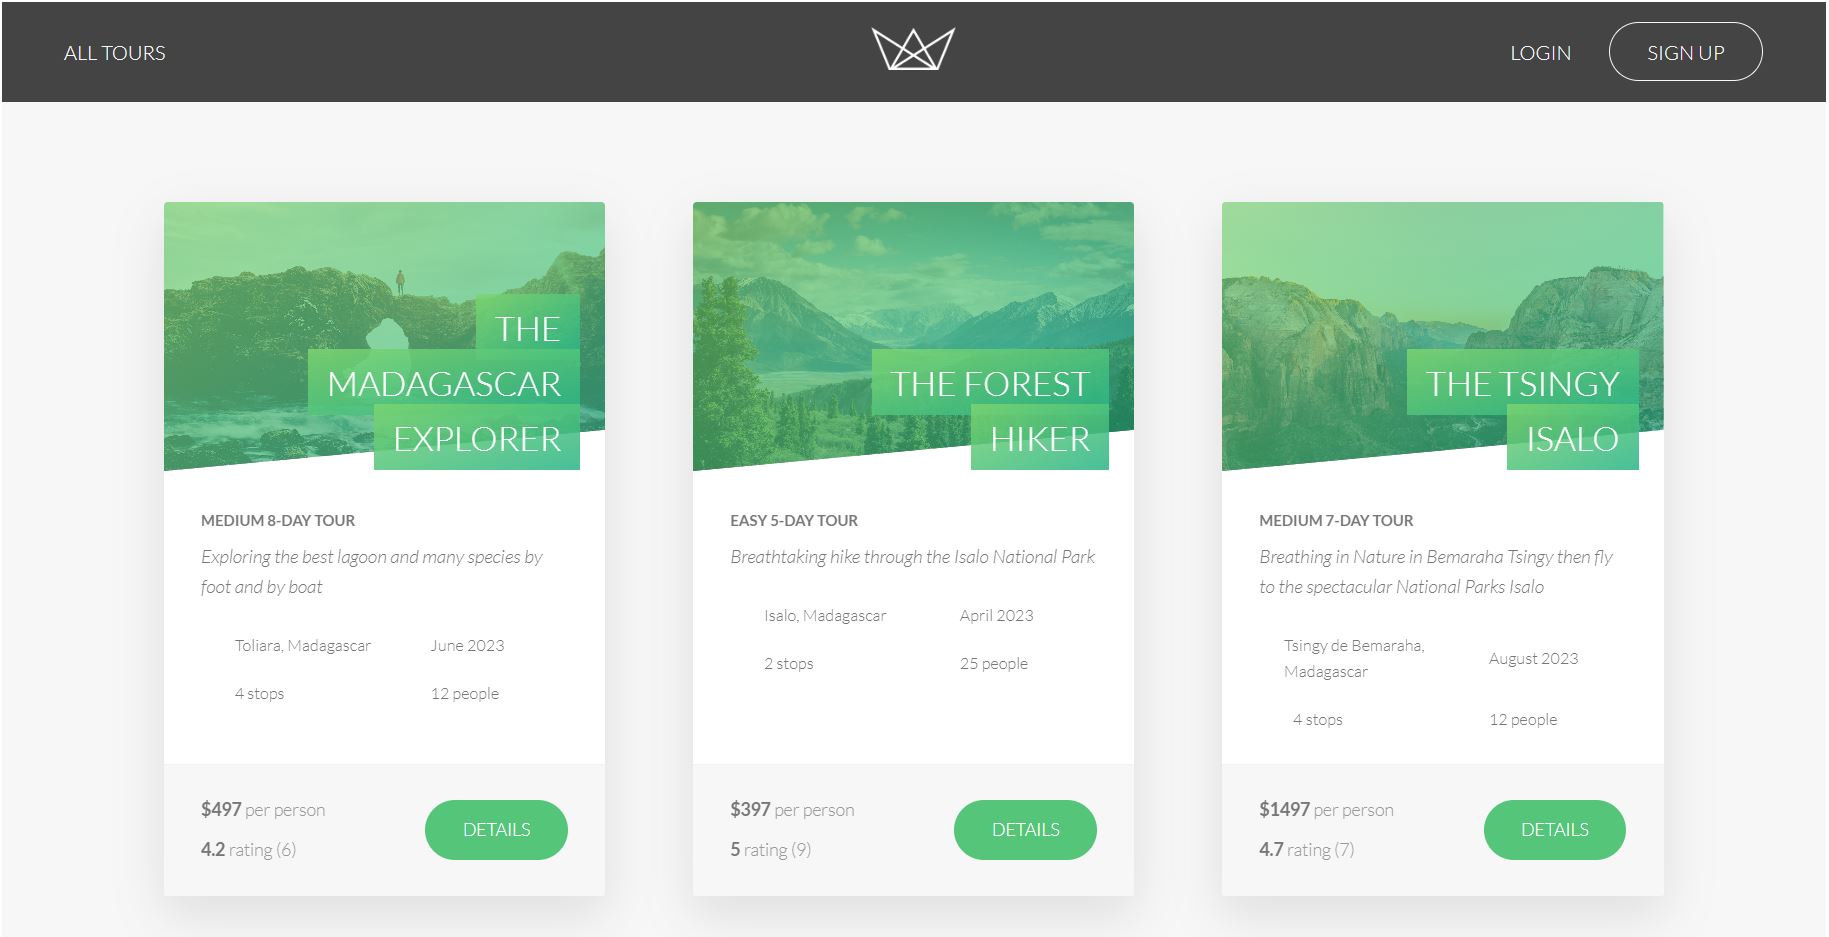 ALL TOURS
LOGIN
SIGN UP
THE
MADAGASCAR
EXPLORER
MEDIUM 8-DAY TOUR
Exploring the best lagoon and many species by
foot and by boat
Toliara, Madagascar
June 2023
4 stops
12 people
$497 per person
4.2 rating (6)
DETAILS
THE FOREST
HIKER
EASY 5-DAY TOUR
Breathtaking hike through the Isalo National Park
Isalo, Madagascar
April 2023
2 stops
25 people
$397 per person
5 rating (9)
DETAILS
THE TSINGY
ISALO
MEDIUM 7-DAY TOUR
Breathing in Nature in Bemaraha Tsingy then fly
to the spectacular National Parks Isalo
Tsingy de Bemaraha,
Madagascar
August 2023
4 stops
12 people
$1497 per person
4.7 rating (7)
DETAILS